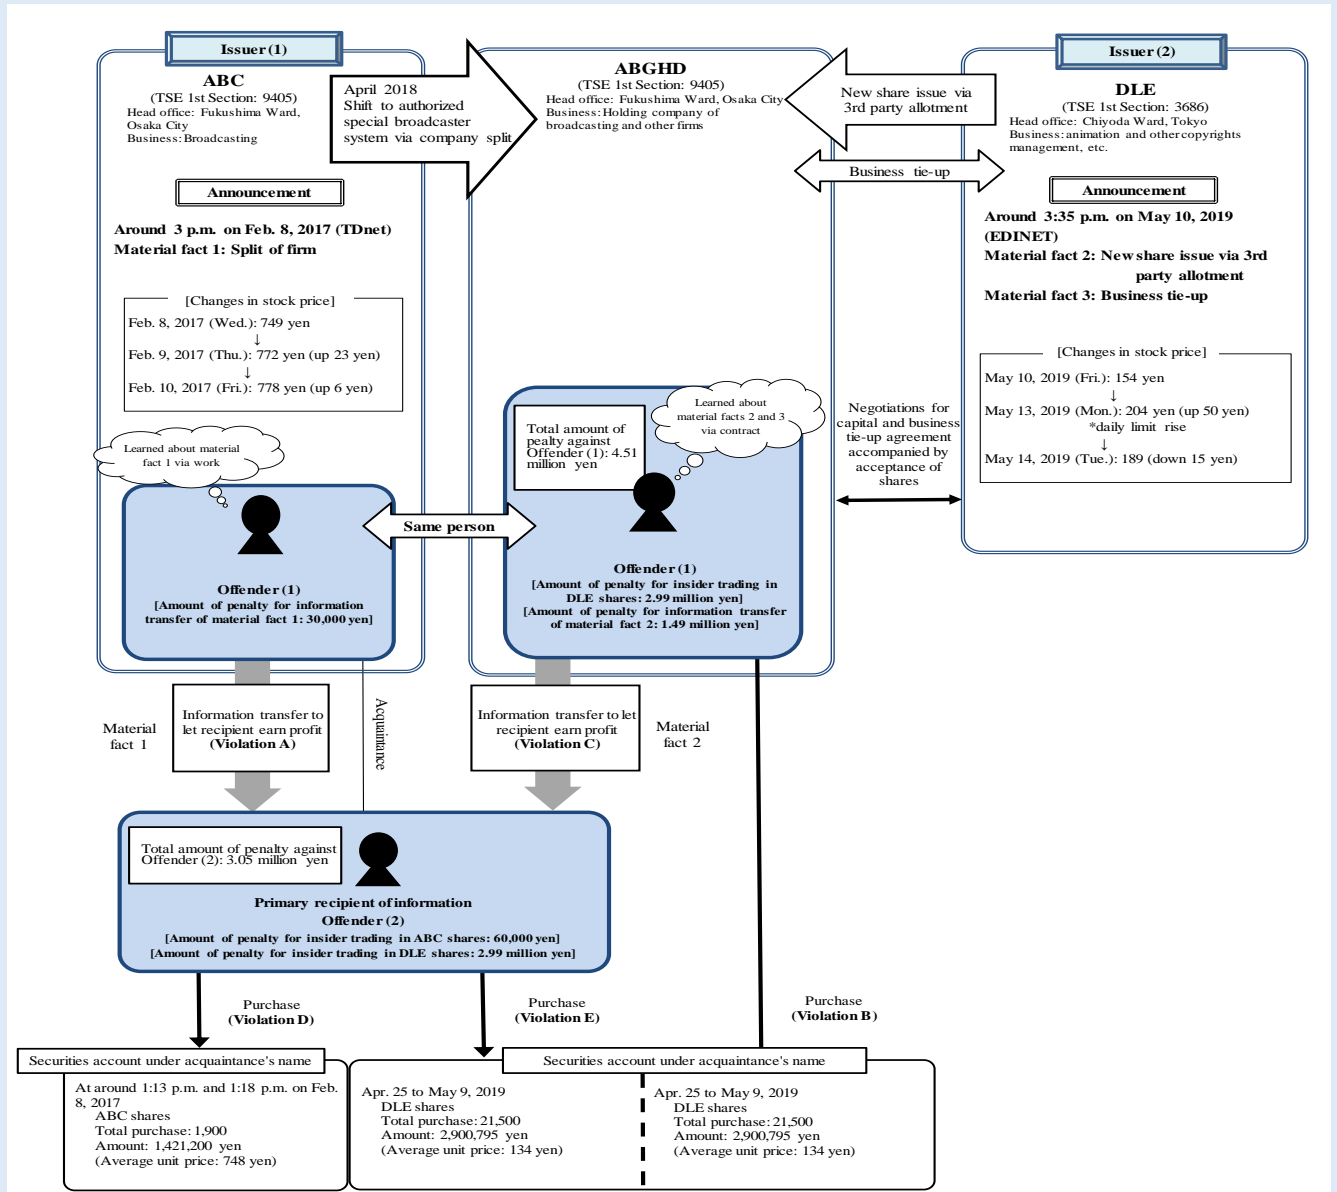 Issuer (1)
ABC
(TSE 1st Section: 9405)
Head office: Fukushima Ward,
Osaka City
Business: Broadcasting
Announcement
Around 3 p.m. on Feb. 8, 2017 (TDnet)
Material fact 1: Split of firm
[Changes in stock price]
Feb. 8, 2017 (Wed.): 749 yen
↓
Feb. 9, 2017 (Thu.): 772 yen (up 23 yen)
↓
Feb. 10, 2017 (Fri.): 778 yen (up 6 yen)
April 2018
Shift to authorized
special broadcaster
system via company split
ABGHD
(TSE 1st Section: 9405)
Head office: Fukushima Ward, Osaka City
Business: Holding company of
broadcasting and other firms
New share issue via
3rd party allotment
Business tie-up
Issuer (2)
DLE
(TSE 1st Section: 3686)
Head office: Chiyoda Ward, Tokyo
Business: animation and other copyrights
management, etc.
Announcement
Around 3:35 p.m. on May 10, 2019
(EDINET)
Material fact 2: New share issue via 3rd
party allotment
Material fact 3: Business tie-up
[Changes in stock price]
May 10, 2019 (Fri.): 154 yen
↓
May 13, 2019 (Mon.): 204 yen (up 50 yen)
*daily limit rise
↓
May 14, 2019 (Tue.): 189 (down 15 yen)
Learned about material
fact 1 via work
Offender (1)
[Amount of penalty for information
transfer of material fact 1: 30,000 yen]
Same person
Total amount of
pealty against
Offender (1): 4.51
million yen
Learned about
material facts 2 and 3
via contract
Offender (1)
[Amount of penalty for insider trading in
DLE shares: 2.99 million yen]
[Amount of penalty for information transfer
of material fact 2: 1.49 million yen]
Negotiations for
capital and business
tie-up agreement
accompanied by
acceptance of
shares
Material
fact 1
Information transfer to
let recipient earn profit
(Violation A)
Acquaintance
Information transfer to let
recipient earn profit
(Violation C)
Material
fact 2
Total amount of penalty against
Offender (2): 3.05 million yen
Primary recipient of information
Offender (2)
[Amount of penalty for insider trading in ABC shares: 60,000 yen]
[Amount of penalty for insider trading in DLE shares: 2.99 million yen]
Purchase
(Violation D)
Purchase
(Violation E)
Purchase
(Violation B)
Securities account under acquaintance's name
At around 1:13 p.m. and 1:18 p.m. on Feb.
8, 2017
ABC shares
Total purchase: 1,900
Amount: 1,421,200 yen
(Average unit price: 748 yen)
Securities account under acquaintance's name
Apr. 25 to May 9, 2019
DLE shares
Total purchase: 21,500
Amount: 2,900,795 yen
(Average unit price: 134 yen)
Apr. 25 to May 9, 2019
DLE shares
Total purchase: 21,500
Amount: 2,900,795 yen
(Average unit price: 134 yen)